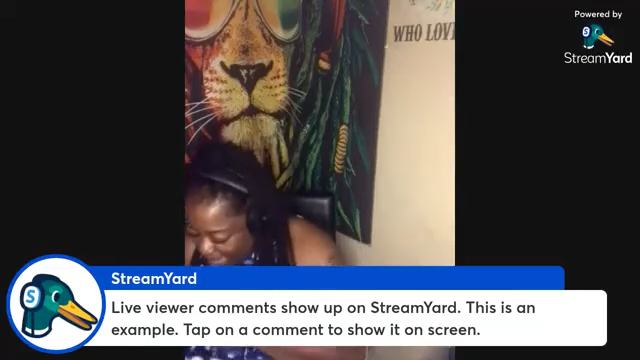 Powered by
StreamYard
WHO LOV
S
StreamYard
Live viewer comments show up on StreamYard. This is an
example. Tap on a comment to show it on screen.